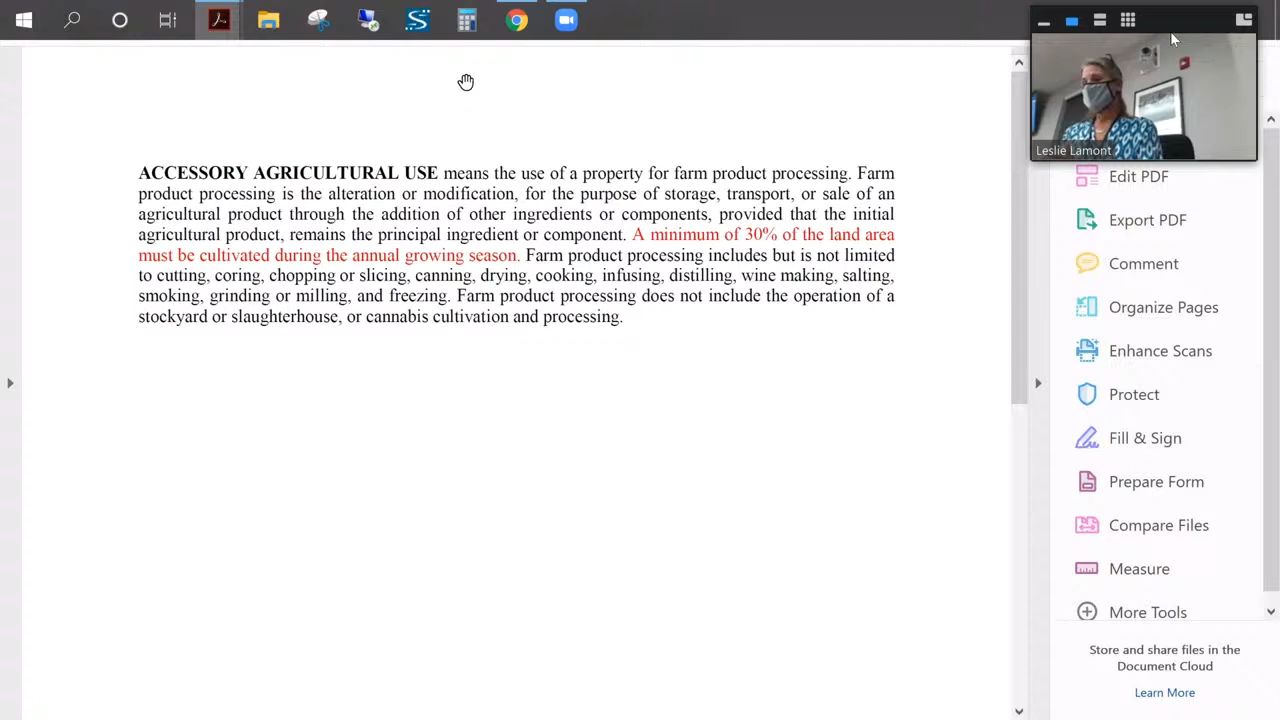 Leslie Lamont
ACCESSORY AGRICULTURAL USE means the use of a property for farm product processing. Farm
product processing is the alteration or modification, for the purpose of storage, transport, or sale of an
agricultural product through the addition of other ingredients or components, provided that the initial
agricultural product, remains the principal ingredient or component. A minimum of 30% of the land area
must be cultivated during the annual growing season. Farm product processing includes but is not limited
to cutting, coring, chopping or slicing, canning, drying, cooking, infusing, distilling, wine making, salting,
smoking, grinding or milling, and freezing. Farm product processing does not include the operation of a
stockyard or slaughterhouse, or cannabis cultivation and processing.
Edit PDF
Export PDF
Comment
Organize Pages
Enhance Scans
Protect
Fill & Sign
Prepare Form
Compare Files
Measure
More Tools
Store and share files in the
Document Cloud
Learn More